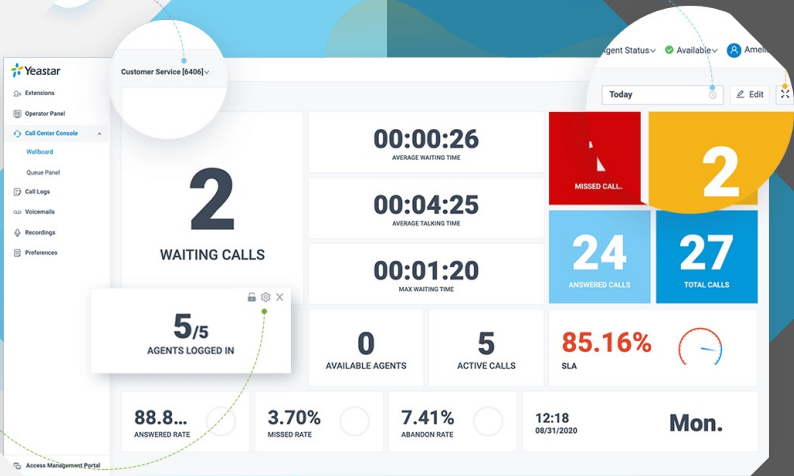 Yeastar
Extensions
Operator Panel
Call Center Console
Wallboard
Queue Panel
Call Logs
Voicemails
Recordings
Preferences
Access Management Portal
Customer Service [6406]
gent Status
Available
Ameli
Today
Edit
2
WAITING CALLS
00:00:26
AVERAGE WAITING TIME
00:04:25
AVERAGE TALKING TIME
00:01:20
MAX WAITING TIME
MISSED CALL.
2
24
ANSWERED CALLS
27
TOTAL CALLS
5/5
AGENTS LOGGED IN
0
AVAILABLE AGENTS
5
ACTIVE CALLS
85.16%
SLA
88.8...
ANSWERED RATE
3.70%
MISSED RATE
7.41%
ABANDON RATE
12:18
08/31/2020
Mon.